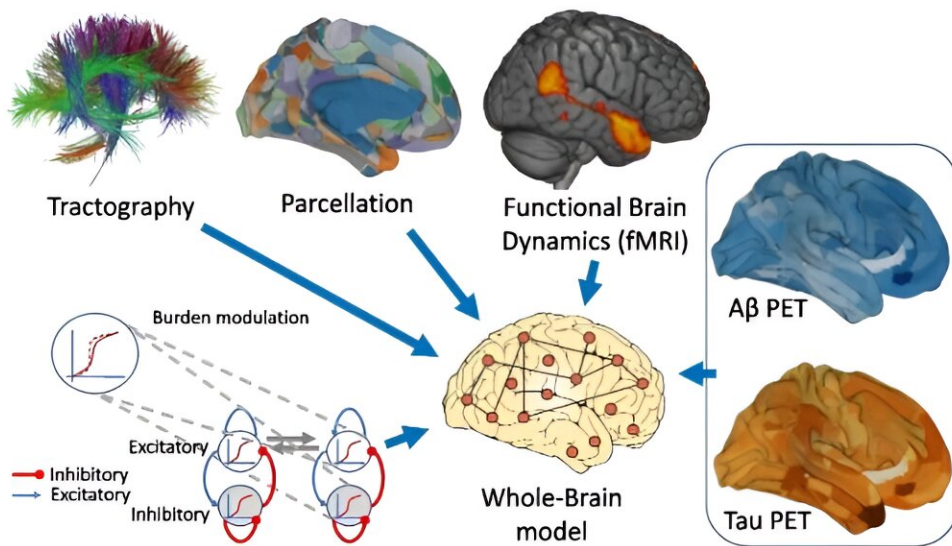 Tractography
Parcellation
Functional Brain
Dynamics (fMRI)
Aβ PET
Burden modulation
Excitatory
Inhibitory
Excitatory
Inhibitory
Whole-Brain
model
Tau PET